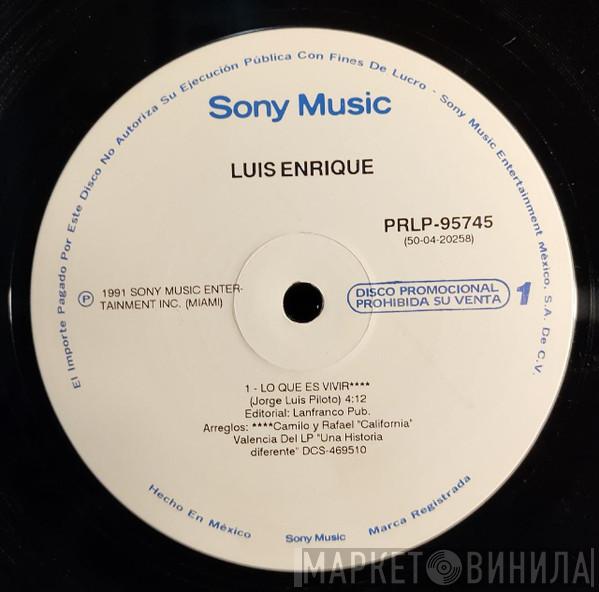 El Importe Pagado Por Este Disco No Autoriza Su Ejecución Pública Con Fines De Lucro - Sony Music Entertainment México, S.A. De C.V.
Sony Music
LUIS ENRIQUE
PRLP-95745
(50-04-20258)
℗ 1991 SONY MUSIC ENTER-
TAINMENT INC. (MIAMI)
DISCO PROMOCIONAL
PROHIBIDA SU VENTA
1
1 - LO QUE ES VIVIR****
(Jorge Luis Piloto) 4:12
Editorial: Lanfranco Pub.
Arreglos: ****Camilo y Rafael "California"
Valencia Del LP "Una Historia
diferente" DCS-469510
Hecho En México
Sony Music
Marca Registrada
МАРКЕТ ВИНИЛА